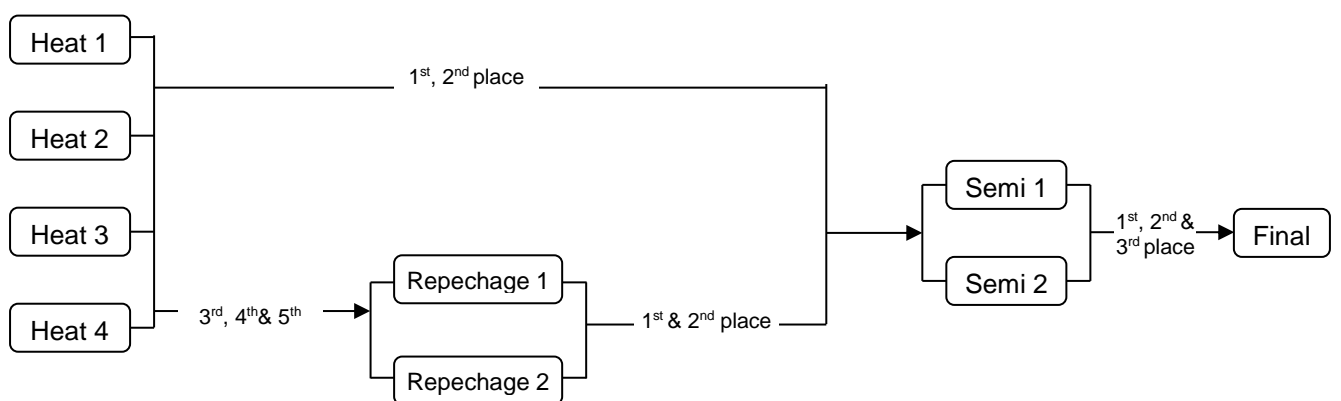 Heat 1
1st, 2nd place
Heat 2
Semi 1
Heat 3
1st, 2nd &
3rd place
Final
Repechage 1
Semi 2
Heat 4
3rd, 4th& 5th
1st & 2nd place
Repechage 2